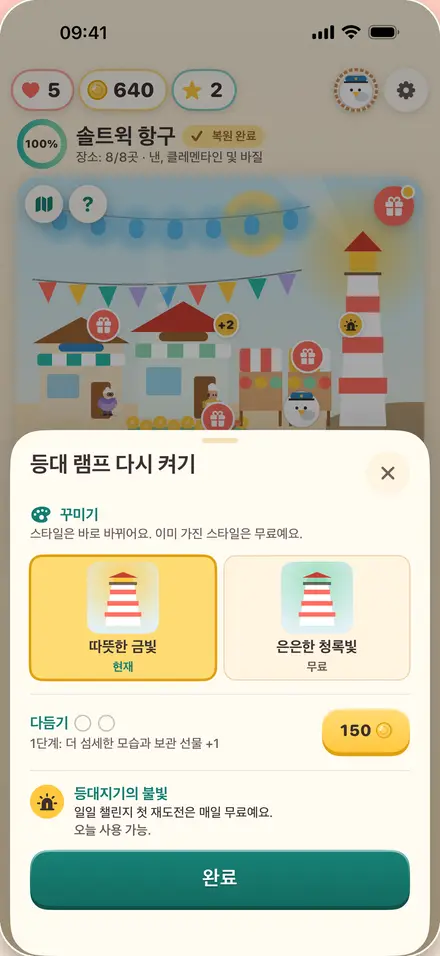 09:41
5
640
2
100%
솔트윅 항구
복원 완료
장소: 8/8곳 · 낸, 클레멘타인 및 바질
?
+2
등대 램프 다시 켜기
꾸미기
스타일은 바로 바뀌어요. 이미 가진 스타일은 무료예요.
따뜻한 금빛
현재
은은한 청록빛
무료
다듬기
1단계: 더 섬세한 모습과 보관 선물 +1
150
등대지기의 불빛
일일 챌린지 첫 재도전은 매일 무료예요.
오늘 사용 가능.
완료